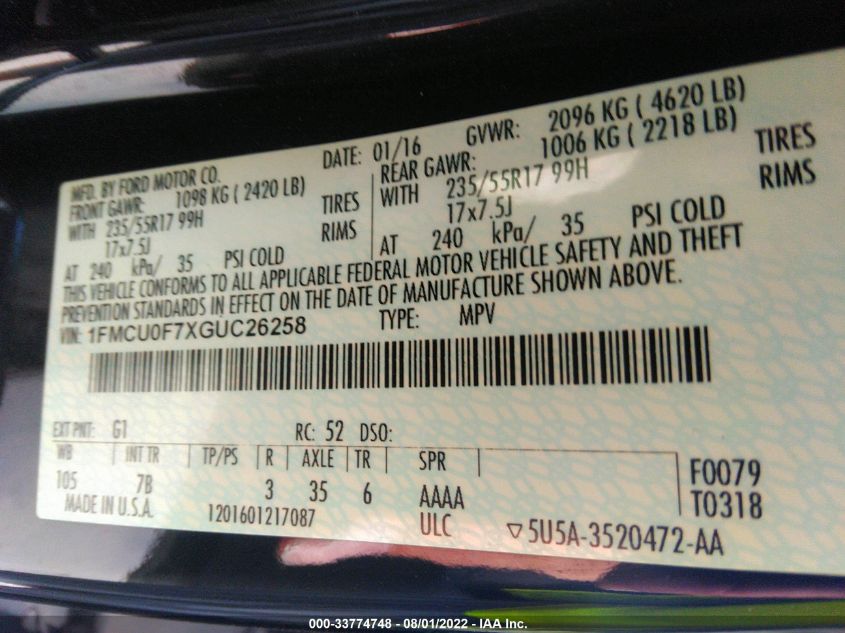 MFD. BY FORD MOTOR CO.
DATE: 01/16 GVWR: 2096 KG ( 4620 LB)
FRONT GAWR: 1098 KG ( 2420 LB)
REAR GAWR: 1006 KG ( 2218 LB)
WITH 235/55R17 99H TIRES
WITH 235/55R17 99H TIRES
17x7.5J RIMS
17x7.5J RIMS
AT 240 kPa/ 35 PSI COLD
AT 240 kPa/ 35 PSI COLD
THIS VEHICLE CONFORMS TO ALL APPLICABLE FEDERAL MOTOR VEHICLE SAFETY AND THEFT
PREVENTION STANDARDS IN EFFECT ON THE DATE OF MANUFACTURE SHOWN ABOVE.
VIN: 1FMCU0F7XGUC26258 TYPE: MPV
EXT PNT: G1 RC: 52 DSO:
WB INT TR TP/PS R AXLE TR SPR
105 7B 3 35 6 AAAA F0079
MADE IN U.S.A. 1201601217087 ULC T0318
5U5A-3520472-AA
000-33774748 - 08/01/2022 - IAA Inc.